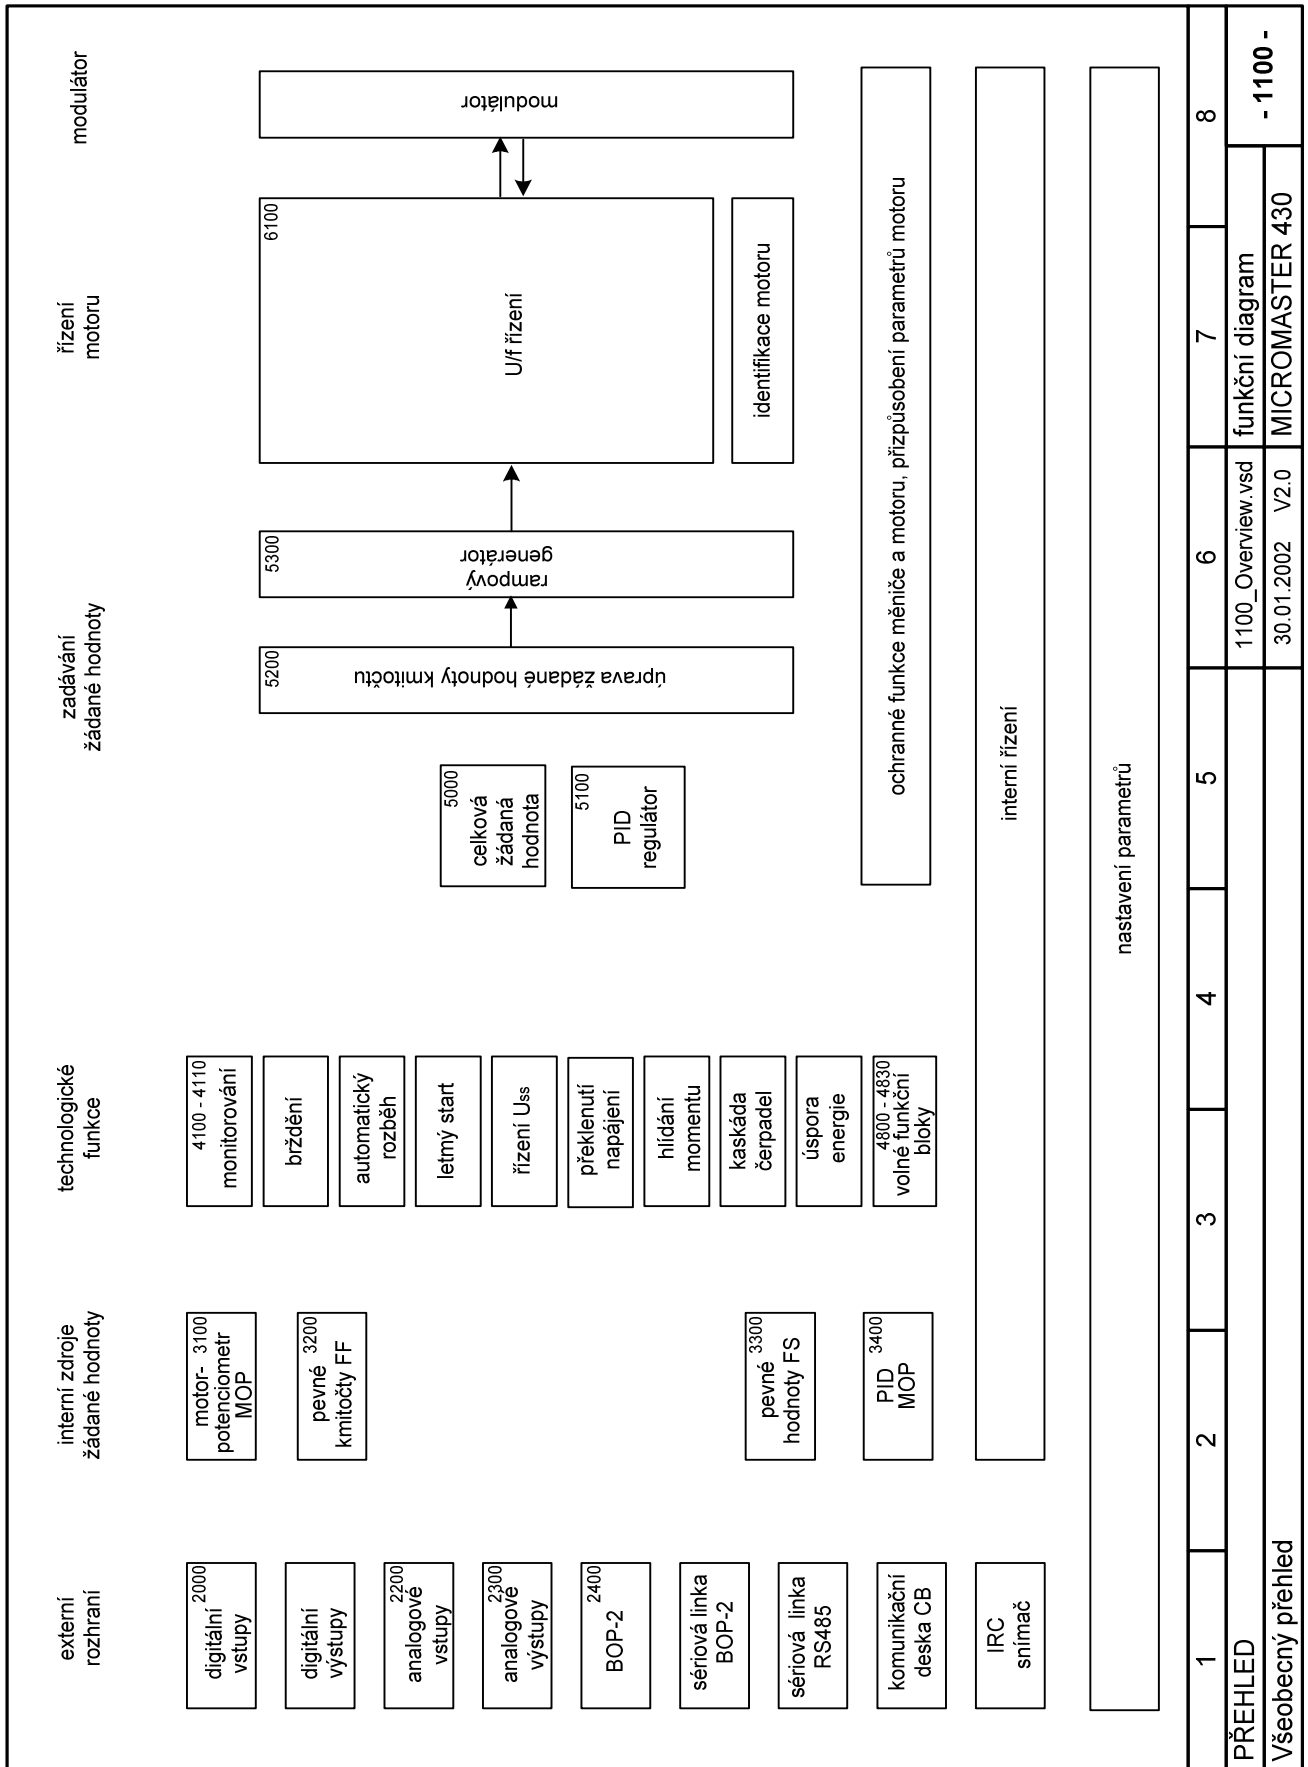 externí
rozhraní
interní zdroje
žádané hodnoty
technologické
funkce
zadávání
žádané hodnoty
řízení
motoru
modulátor
2000
digitální
vstupy
digitální
výstupy
2200
analogové
vstupy
2300
analogové
výstupy
2400
BOP-2
sériová linka
BOP-2
sériová linka
RS485
komunikační
deska CB
IRC
snímač
motor- 3100
potenciometr
MOP
3200
pevné
kmitočty FF
3300
pevné
hodnoty FS
3400
PID
MOP
4100 - 4110
monitorování
brždění
automatický
rozběh
letmý start
řízení Uss
překlenutí
napájení
hlídání
momentu
kaskáda
čerpadel
úspora
energie
4800 - 4830
volné funkční
bloky
5000
celková
žádaná
hodnota
5100
PID
regulátor
5200
úprava žádané hodnoty kmitočtu
5300
rampový
generátor
6100
U/f řízení
identifikace motoru
modulátor
ochranné funkce měniče a motoru, přizpůsobení parametrů motoru
interní řízení
nastavení parametrů
1 2 3 4 5 6 7 8
PŘEHLED 1100_Overview.vsd funkční diagram - 1100 -
Všeobecný přehled 30.01.2002 V2.0 MICROMASTER 430